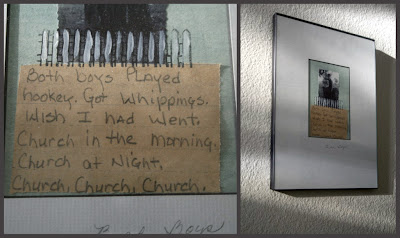 Both boys Played
hookey. Got Whippings.
Wish I had Went.
Church in the morning.
Church at Night.
Church, Church, Church.
Boys